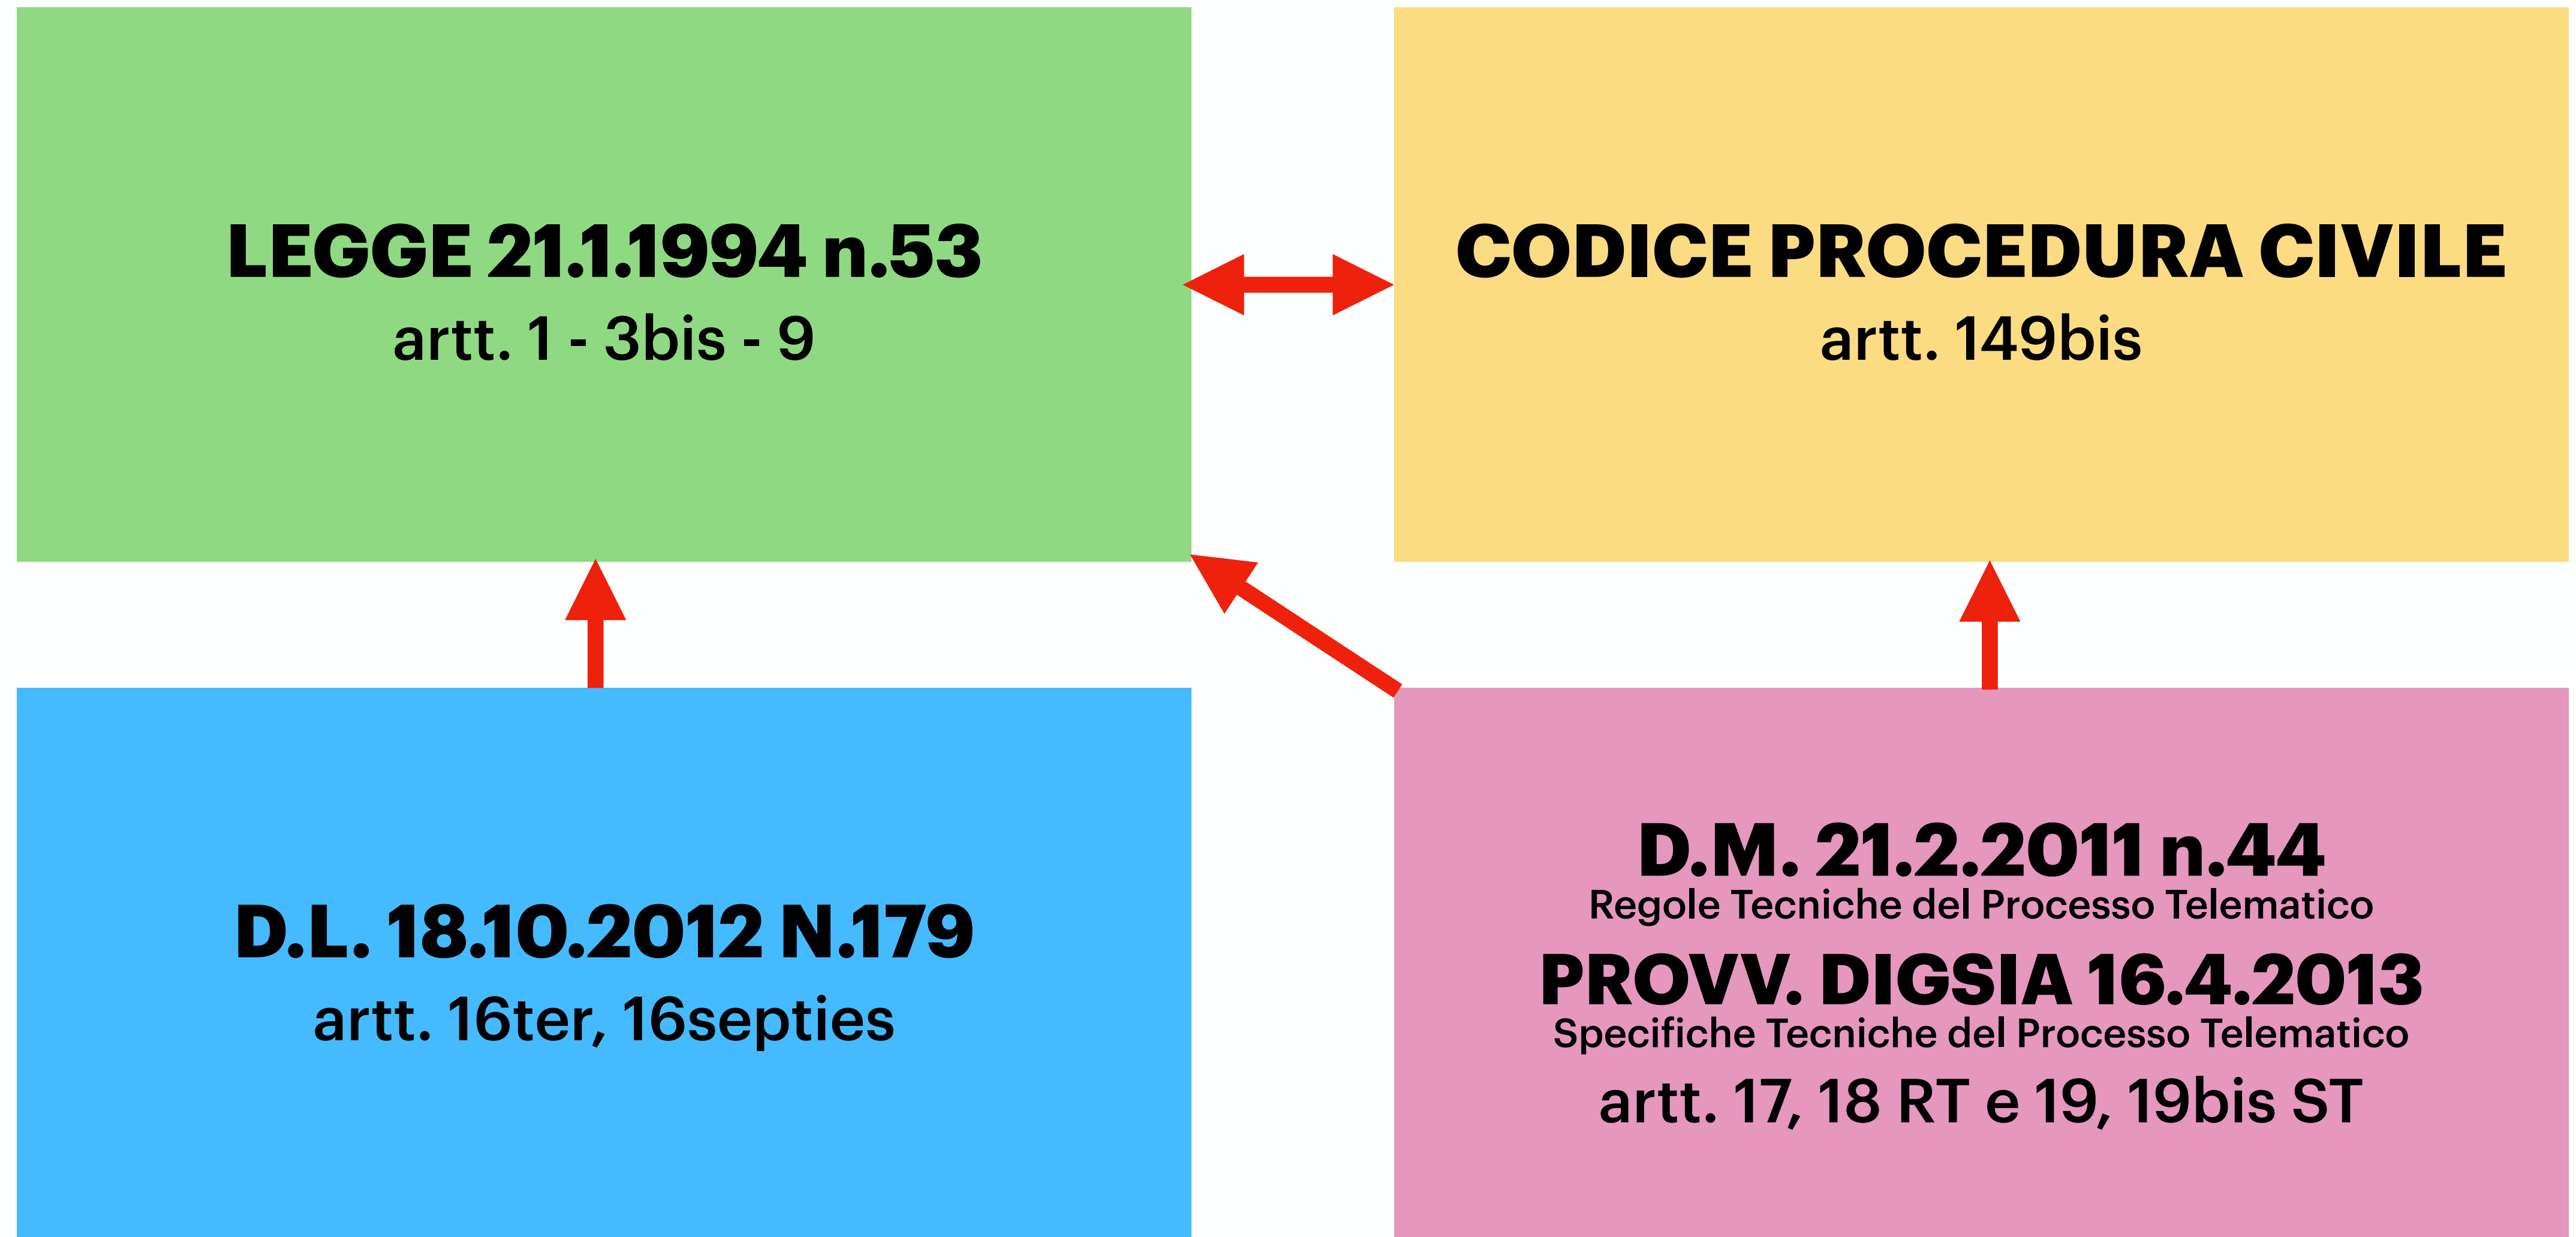 LEGGE 21.1.1994 n.53
artt. 1 - 3bis - 9
CODICE PROCEDURA CIVILE
artt. 149bis
D.L. 18.10.2012 N.179
artt. 16ter, 16septies
D.M. 21.2.2011 n.44
Regole Tecniche del Processo Telematico
PROVV. DIGSIA 16.4.2013
Specifiche Tecniche del Processo Telematico
artt. 17, 18 RT e 19, 19bis ST